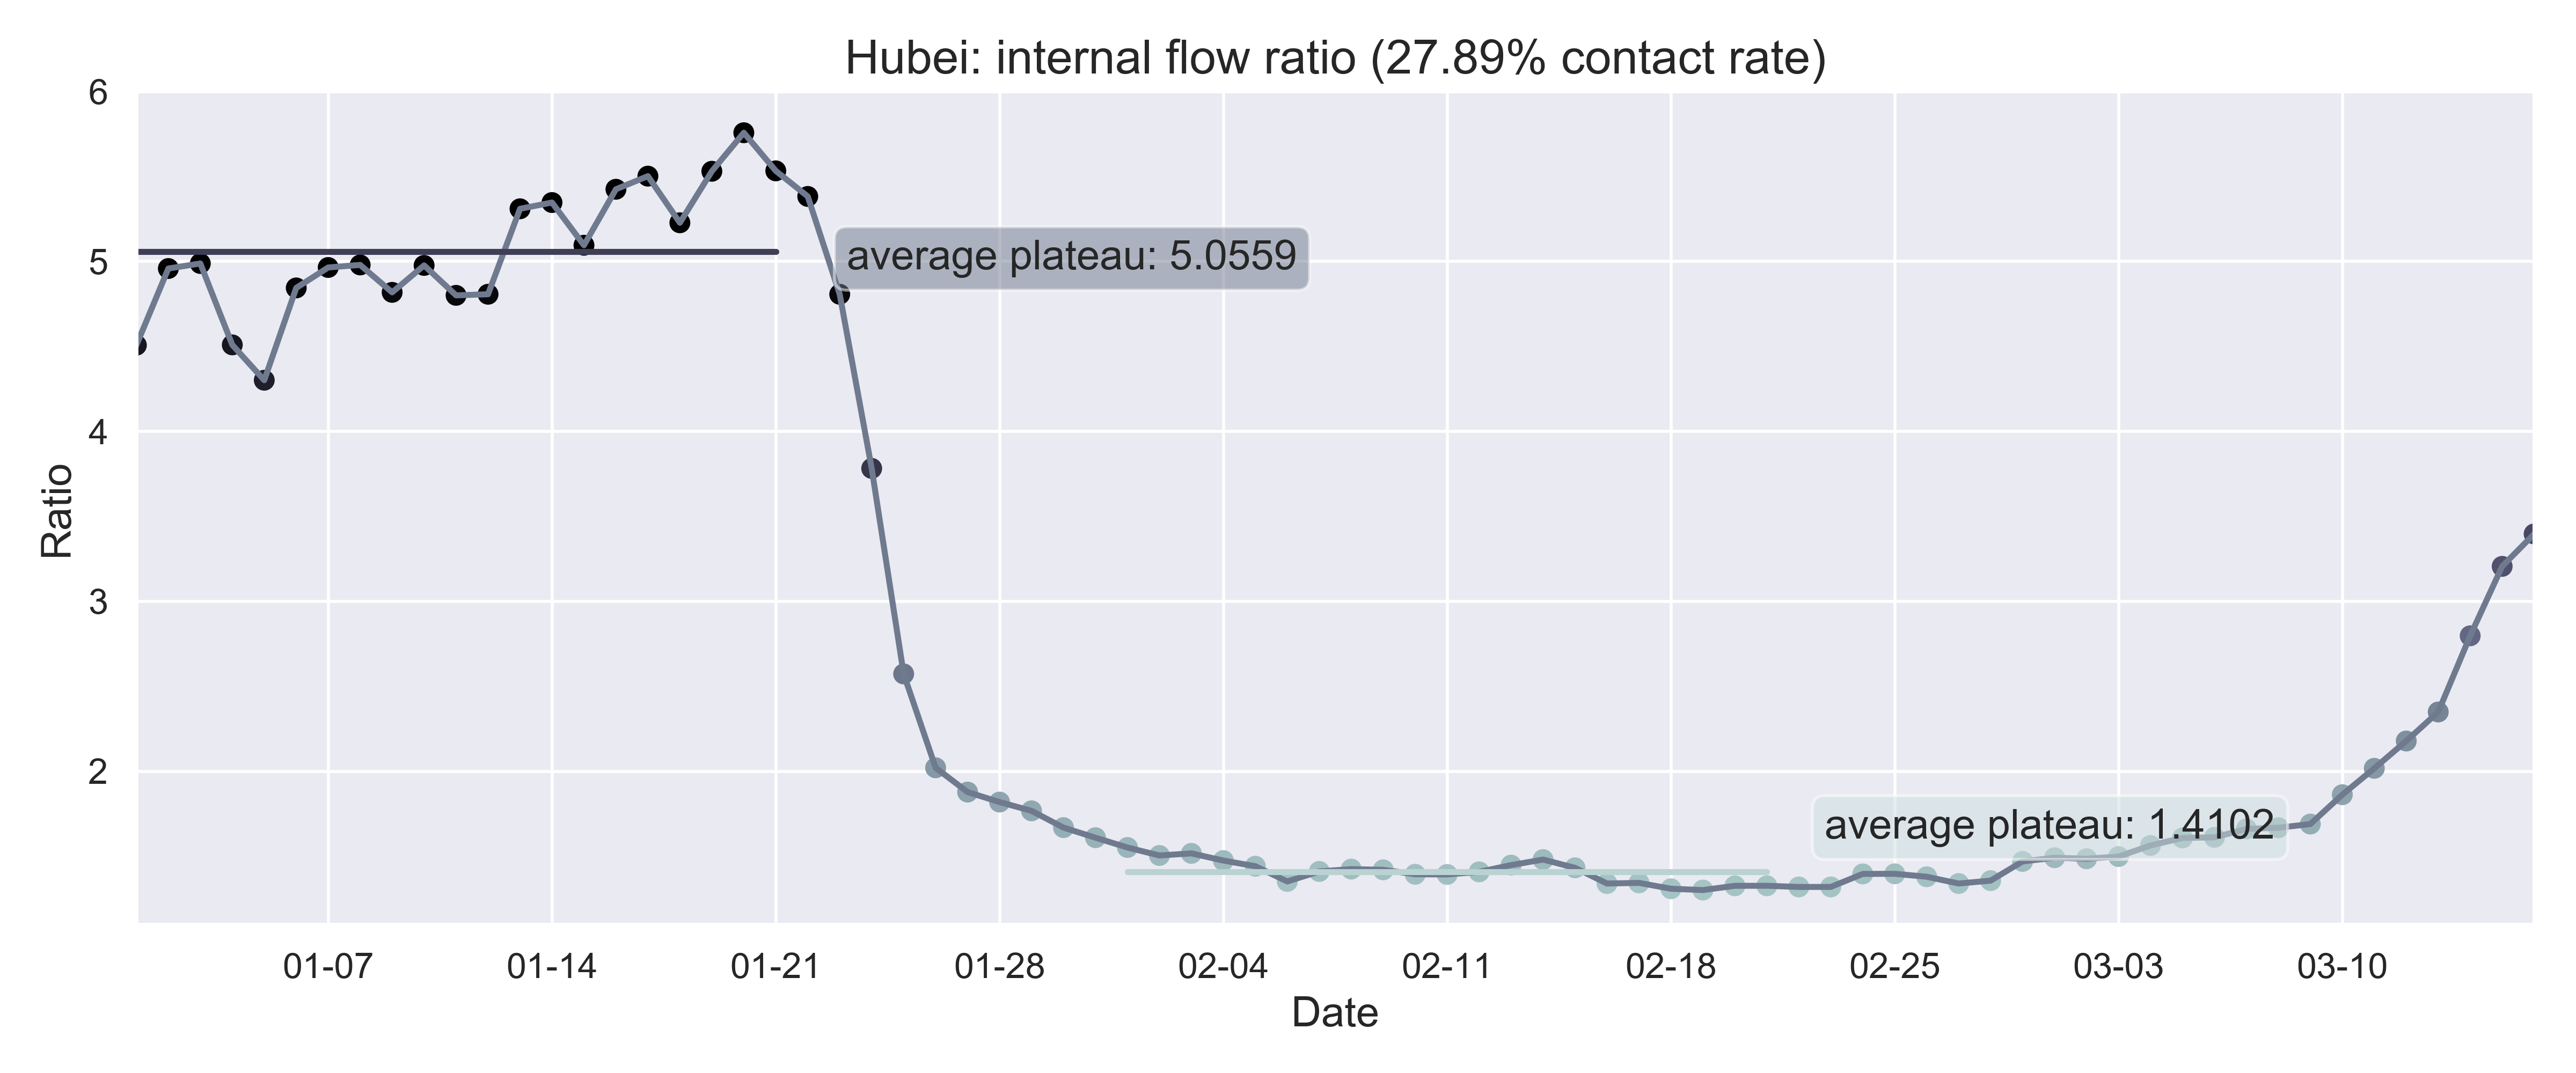 Hubei: internal flow ratio (27.89% contact rate)
6
5
4
3
2
Ratio
average plateau: 5.0559
average plateau: 1.4102
01-07 01-14 01-21 01-28 02-04 02-11 02-18 02-25 03-03 03-10
Date